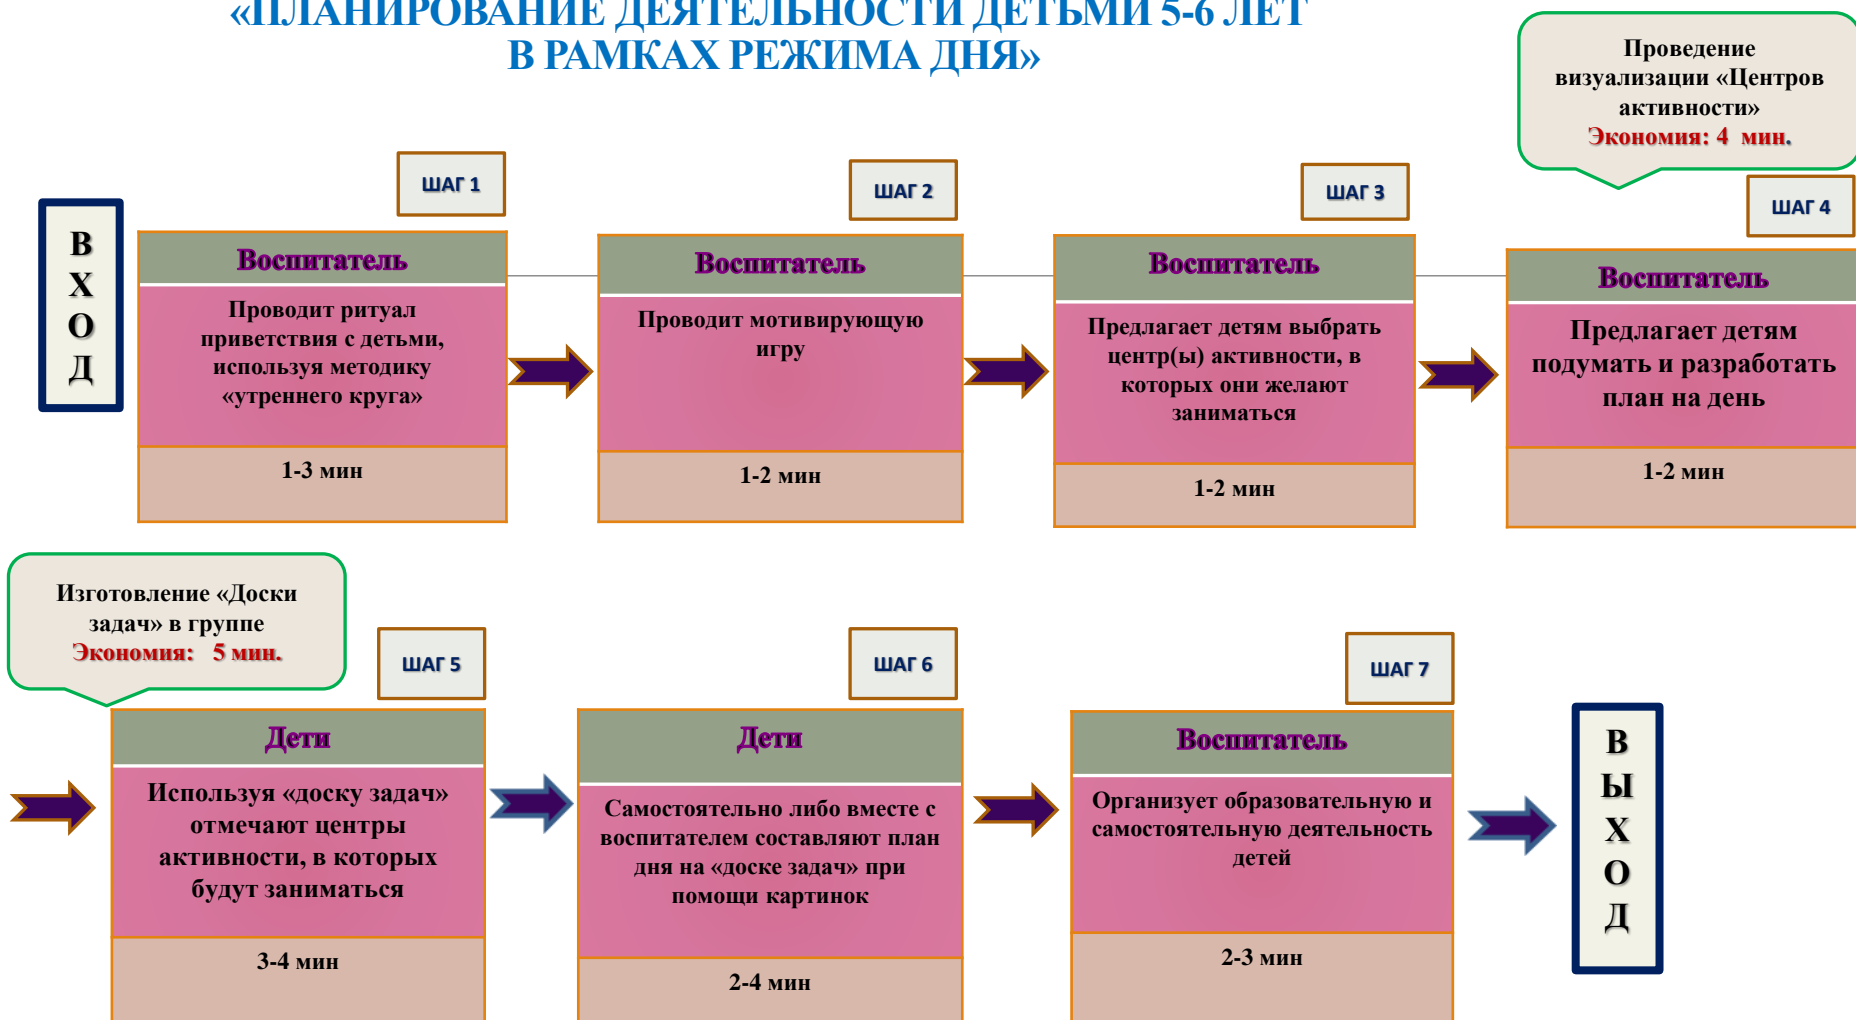 «ПЛАНИРОВАНИЕ ДЕЯТЕЛЬНОСТИ ДЕТЬМИ 5-6 ЛЕТ
В РАМКАХ РЕЖИМА ДНЯ»
Проведение
визуализации «Центров
активности»
Экономия: 4 мин.
ВХОД
ШАГ 1
Воспитатель
Проводит ритуал
приветствия с детьми,
используя методику
«утреннего круга»
1-3 мин
ШАГ 2
Воспитатель
Проводит мотивирующую
игру
1-2 мин
ШАГ 3
Воспитатель
Предлагает детям выбрать
центр(ы) активности, в
которых они желают
заниматься
1-2 мин
ШАГ 4
Воспитатель
Предлагает детям
подумать и разработать
план на день
1-2 мин
Изготовление «Доски
задач» в группе
Экономия: 5 мин.
ШАГ 5
Дети
Используя «доску задач»
отмечают центры
активности, в которых
будут заниматься
3-4 мин
ШАГ 6
Дети
Самостоятельно либо вместе с
воспитателем составляют план
дня на «доске задач» при
помощи картинок
2-4 мин
ШАГ 7
Воспитатель
Организует образовательную и
самостоятельную деятельность
детей
2-3 мин
ВЫХОД